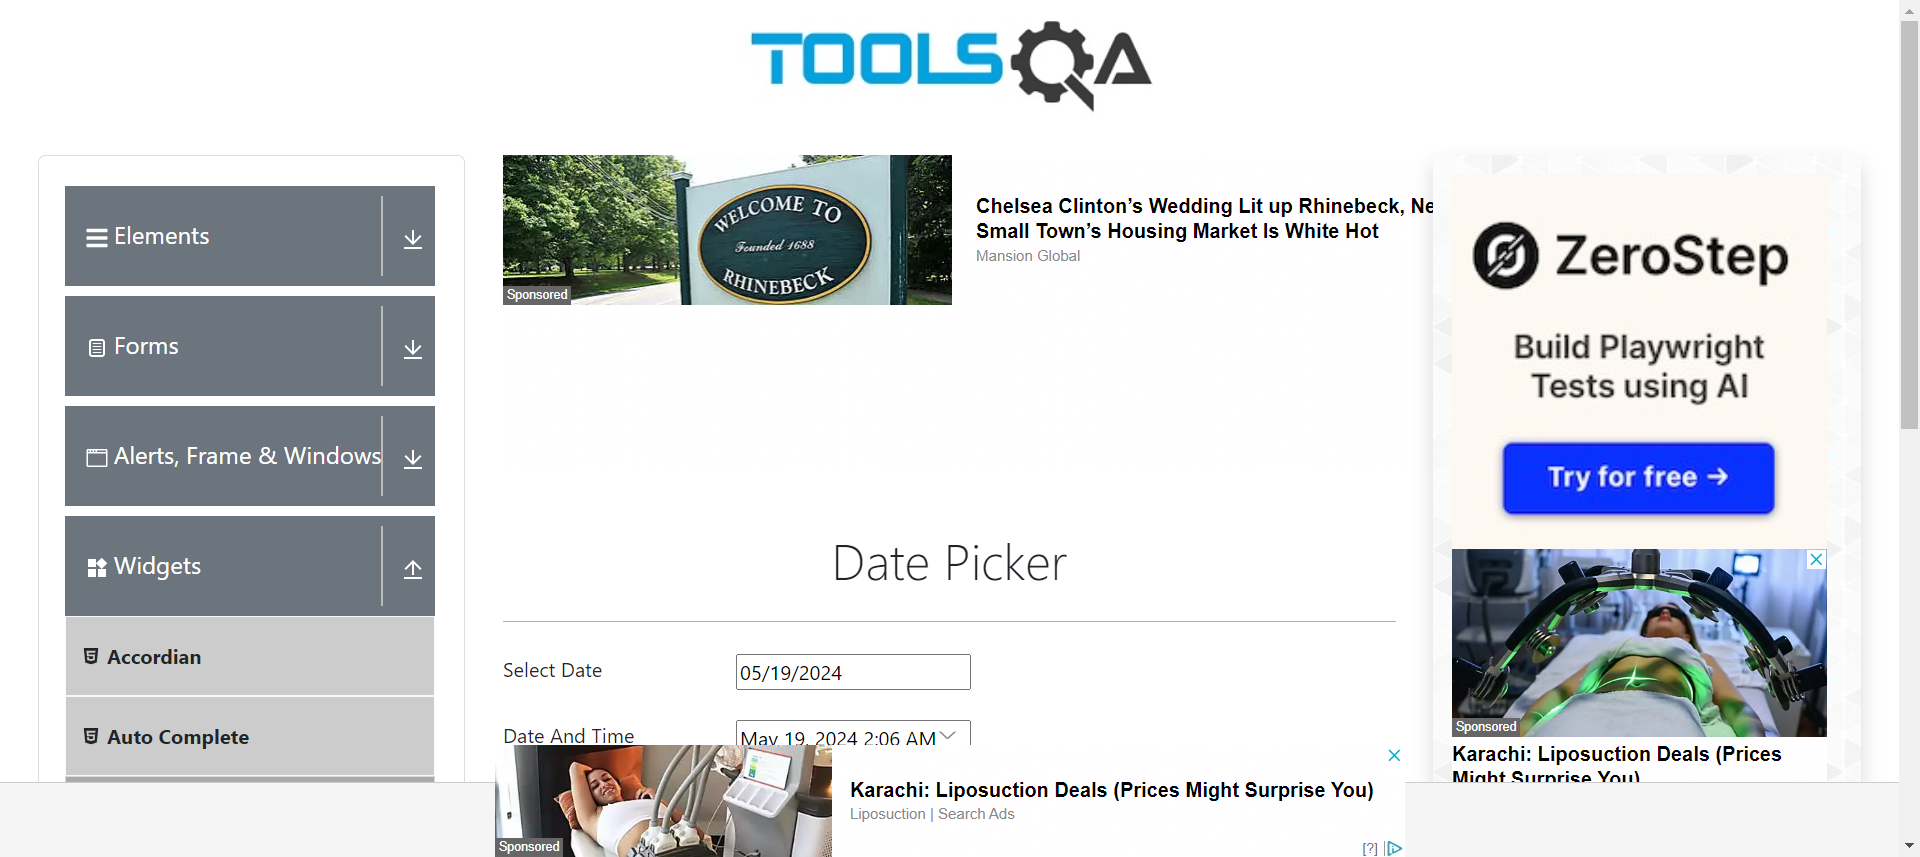 TOOLSQA
Elements
Forms
Alerts, Frame & Windows
Widgets
Accordian
Auto Complete
WELCOME TO
Founded 1688
RHINEBECK
Sponsored
Chelsea Clinton’s Wedding Lit up Rhinebeck, Ne
Small Town’s Housing Market Is White Hot
Mansion Global
Date Picker
Select Date
05/19/2024
Date And Time
May 19, 2024 2:06 AM
Sponsored
Karachi: Liposuction Deals (Prices Might Surprise You)
Liposuction | Search Ads
[?]
ZeroStep
Build Playwright
Tests using AI
Try for free →
Sponsored
Karachi: Liposuction Deals (Prices
Might Surprise You)